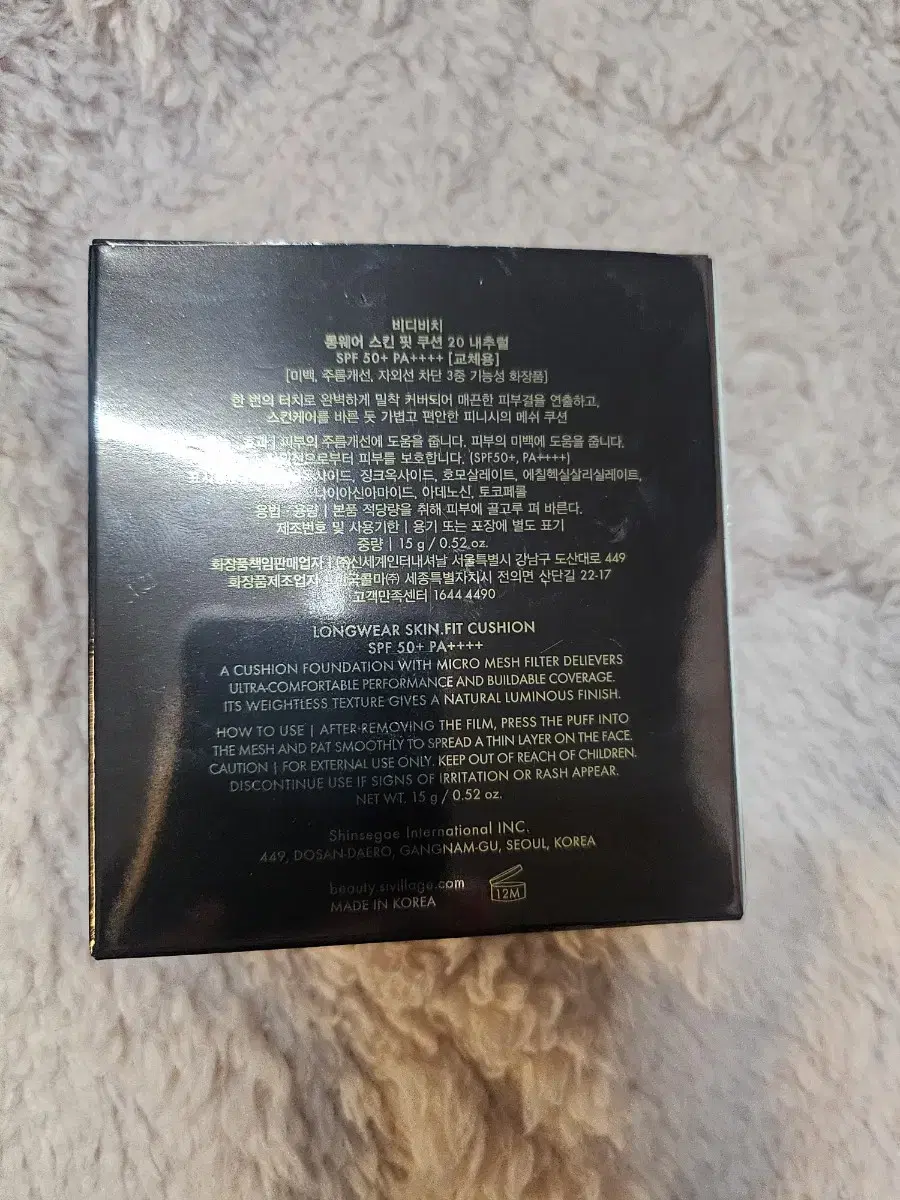 비디비치
롱웨어 스킨 핏 쿠션 20 내추럴
SPF 50+ PA++++ [교체용]
[미백, 주름개선, 자외선 차단 3중 기능성 화장품]
한 번의 터치로 완벽하게 밀착 커버되어 매끈한 피부결을 연출하고,
스킨케어를 바른 듯 가볍고 편안한 피니시의 메쉬 쿠션
| 피부의 주름개선에 도움을 줍니다. 피부의 미백에 도움을 줍니다.
피부를 보호합니다. (SPF50+, PA++++)
징크옥사이드, 호모살레이트, 에칠헥실살리실레이트,
나이아신아마이드, 아데노신, 토코페롤
용법·용량 | 본품 적당량을 취해 피부에 골고루 펴 바른다.
제조번호 및 사용기한 | 용기 또는 포장에 별도 표기
중량 | 15 g / 0.52 oz.
화장품책임판매업자 | ㈜신세계인터내셔날 서울특별시 강남구 도산대로 449
화장품제조업자 | 한국콜마㈜ 세종특별자치시 전의면 산단길 22-17
고객만족센터 1644 4490
LONGWEAR SKIN.FIT CUSHION
SPF 50+ PA++++
A CUSHION FOUNDATION WITH MICRO MESH FILTER DELIEVERS
ULTRA-COMFORTABLE PERFORMANCE AND BUILDABLE COVERAGE.
ITS WEIGHTLESS TEXTURE GIVES A NATURAL LUMINOUS FINISH.
HOW TO USE | AFTER REMOVING THE FILM, PRESS THE PUFF INTO
THE MESH AND PAT SMOOTHLY TO SPREAD A THIN LAYER ON THE FACE.
CAUTION | FOR EXTERNAL USE ONLY. KEEP OUT OF REACH OF CHILDREN.
DISCONTINUE USE IF SIGNS OF IRRITATION OR RASH APPEAR.
NET WT. 15 g / 0.52 oz.
Shinsegae International INC.
449, DOSAN-DAERO, GANGNAM-GU, SEOUL, KOREA
beauty.sivillage.com
12M
MADE IN KOREA